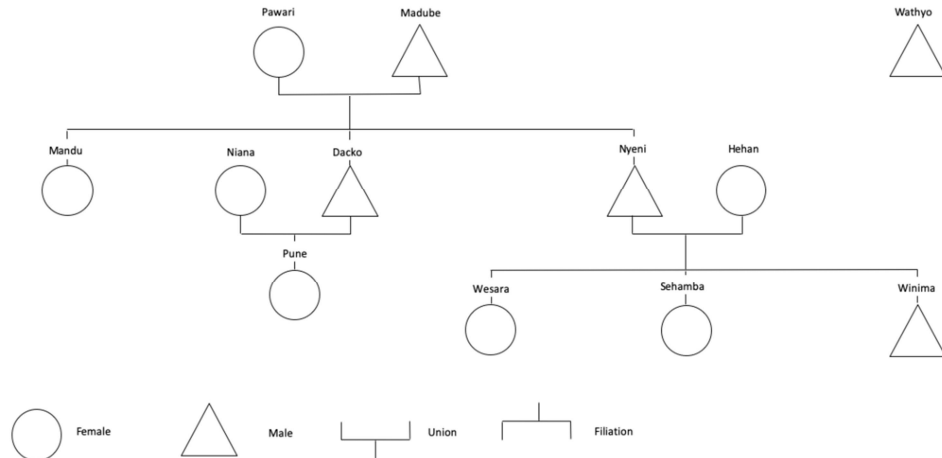 Pawari
Madube
Wathyo
Mandu
Niana
Dacko
Nyeni
Hehan
Pune
Wesara
Sehamba
Winima
Female
Male
Union
Filiation